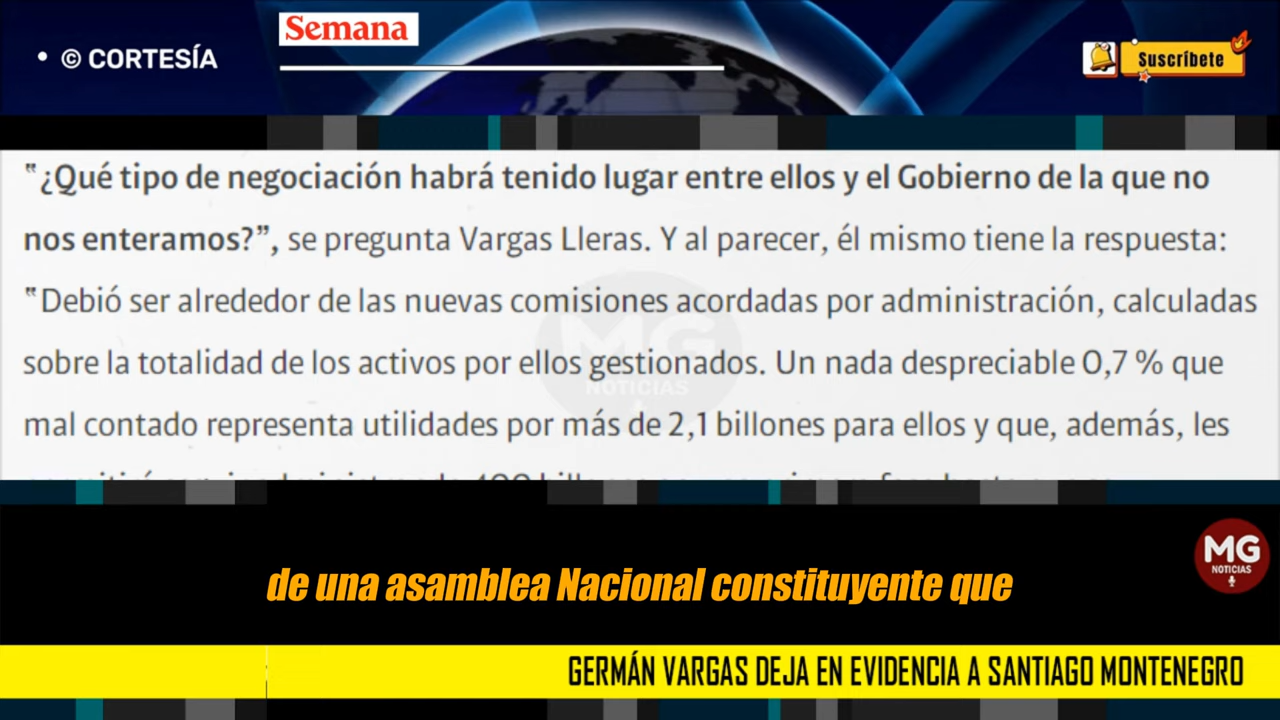 Semana
• © CORTESÍA
Suscríbete
“¿Qué tipo de negociación habrá tenido lugar entre ellos y el Gobierno de la que no
nos enteramos?”, se pregunta Vargas Lleras. Y al parecer, él mismo tiene la respuesta:
“Debió ser alrededor de las nuevas comisiones acordadas por administración, calculadas
sobre la totalidad de los activos por ellos gestionados. Un nada despreciable 0,7 % que
mal contado representa utilidades por más de 2,1 billones para ellos y que, además, les
MG
NOTICIAS
de una asamblea Nacional constituyente que
MG
NOTICIAS
GERMÁN VARGAS DEJA EN EVIDENCIA A SANTIAGO MONTENEGRO